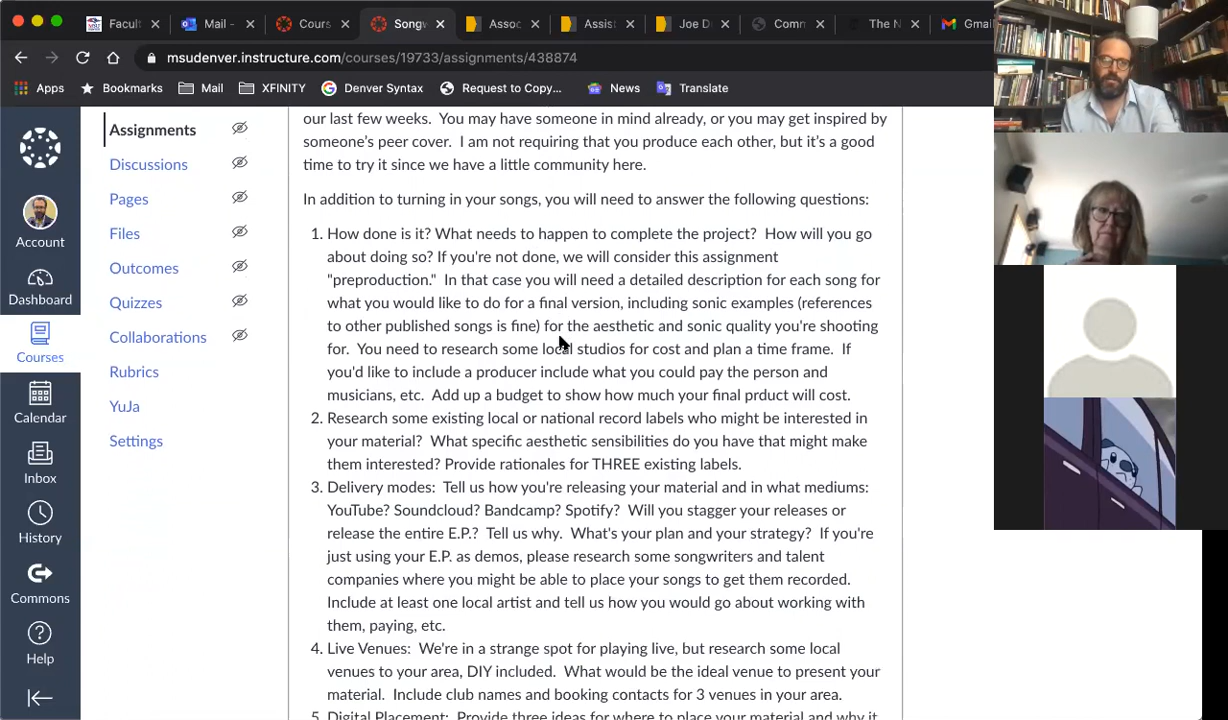 Facult
Mail -
Cours
Songw
Assoc
Assist
Joe D
Comn
The N
Gmai
msudenver.instructure.com/courses/19733/assignments/438874
Apps
Bookmarks
Mail
XFINITY
Denver Syntax
Request to Copy...
News
Translate
Account
Dashboard
Courses
Calendar
Inbox
History
Commons
Help
Assignments
Discussions
Pages
Files
Outcomes
Quizzes
Collaborations
Rubrics
YuJa
Settings
our last few weeks. You may have someone in mind already, or you may get inspired by
someone's peer cover. I am not requiring that you produce each other, but it's a good
time to try it since we have a little community here.
In addition to turning in your songs, you will need to answer the following questions:
1. How done is it? What needs to happen to complete the project? How will you go
about doing so? If you're not done, we will consider this assignment
"preproduction." In that case you will need a detailed description for each song for
what you would like to do for a final version, including sonic examples (references
to other published songs is fine) for the aesthetic and sonic quality you're shooting
for. You need to research some local studios for cost and plan a time frame. If
you'd like to include a producer include what you could pay the person and
musicians, etc. Add up a budget to show how much your final prduct will cost.
2. Research some existing local or national record labels who might be interested in
your material? What specific aesthetic sensibilities do you have that might make
them interested? Provide rationales for THREE existing labels.
3. Delivery modes: Tell us how you're releasing your material and in what mediums:
YouTube? Soundcloud? Bandcamp? Spotify? Will you stagger your releases or
release the entire E.P.? Tell us why. What's your plan and your strategy? If you're
just using your E.P. as demos, please research some songwriters and talent
companies where you might be able to place your songs to get them recorded.
Include at least one local artist and tell us how you would go about working with
them, paying, etc.
4. Live Venues: We're in a strange spot for playing live, but research some local
venues to your area, DIY included. What would be the ideal venue to present your
material. Include club names and booking contacts for 3 venues in your area.
5. Digital Placement: Provide three ideas for where to place your material and why it